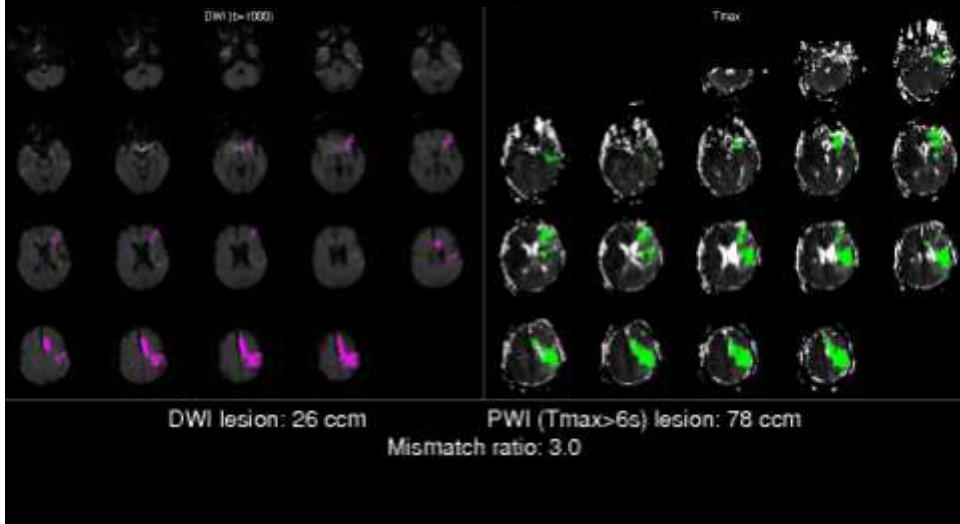 DWI (b=1000)
Tmax
DWI lesion: 26 ccm
PWI (Tmax>6s) lesion: 78 ccm
Mismatch ratio: 3.0